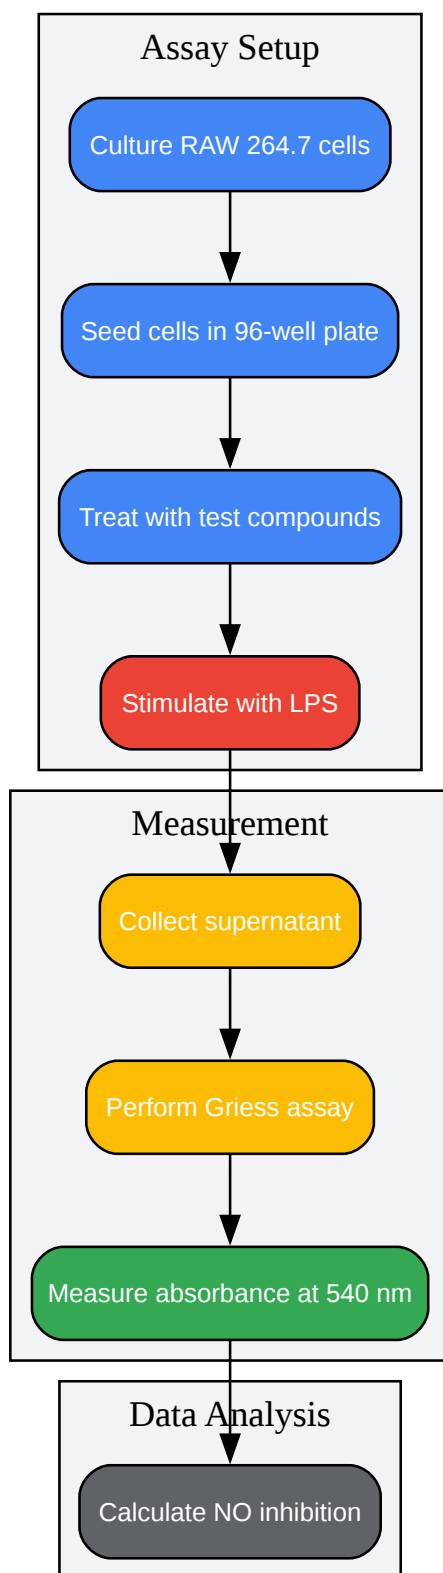 Assay Setup
Culture RAW 264.7 cells
Seed cells in 96-well plate
Treat with test compounds
Stimulate with LPS
Measurement
Collect supernatant
Perform Griess assay
Measure absorbance at 540 nm
Data Analysis
Calculate NO inhibition